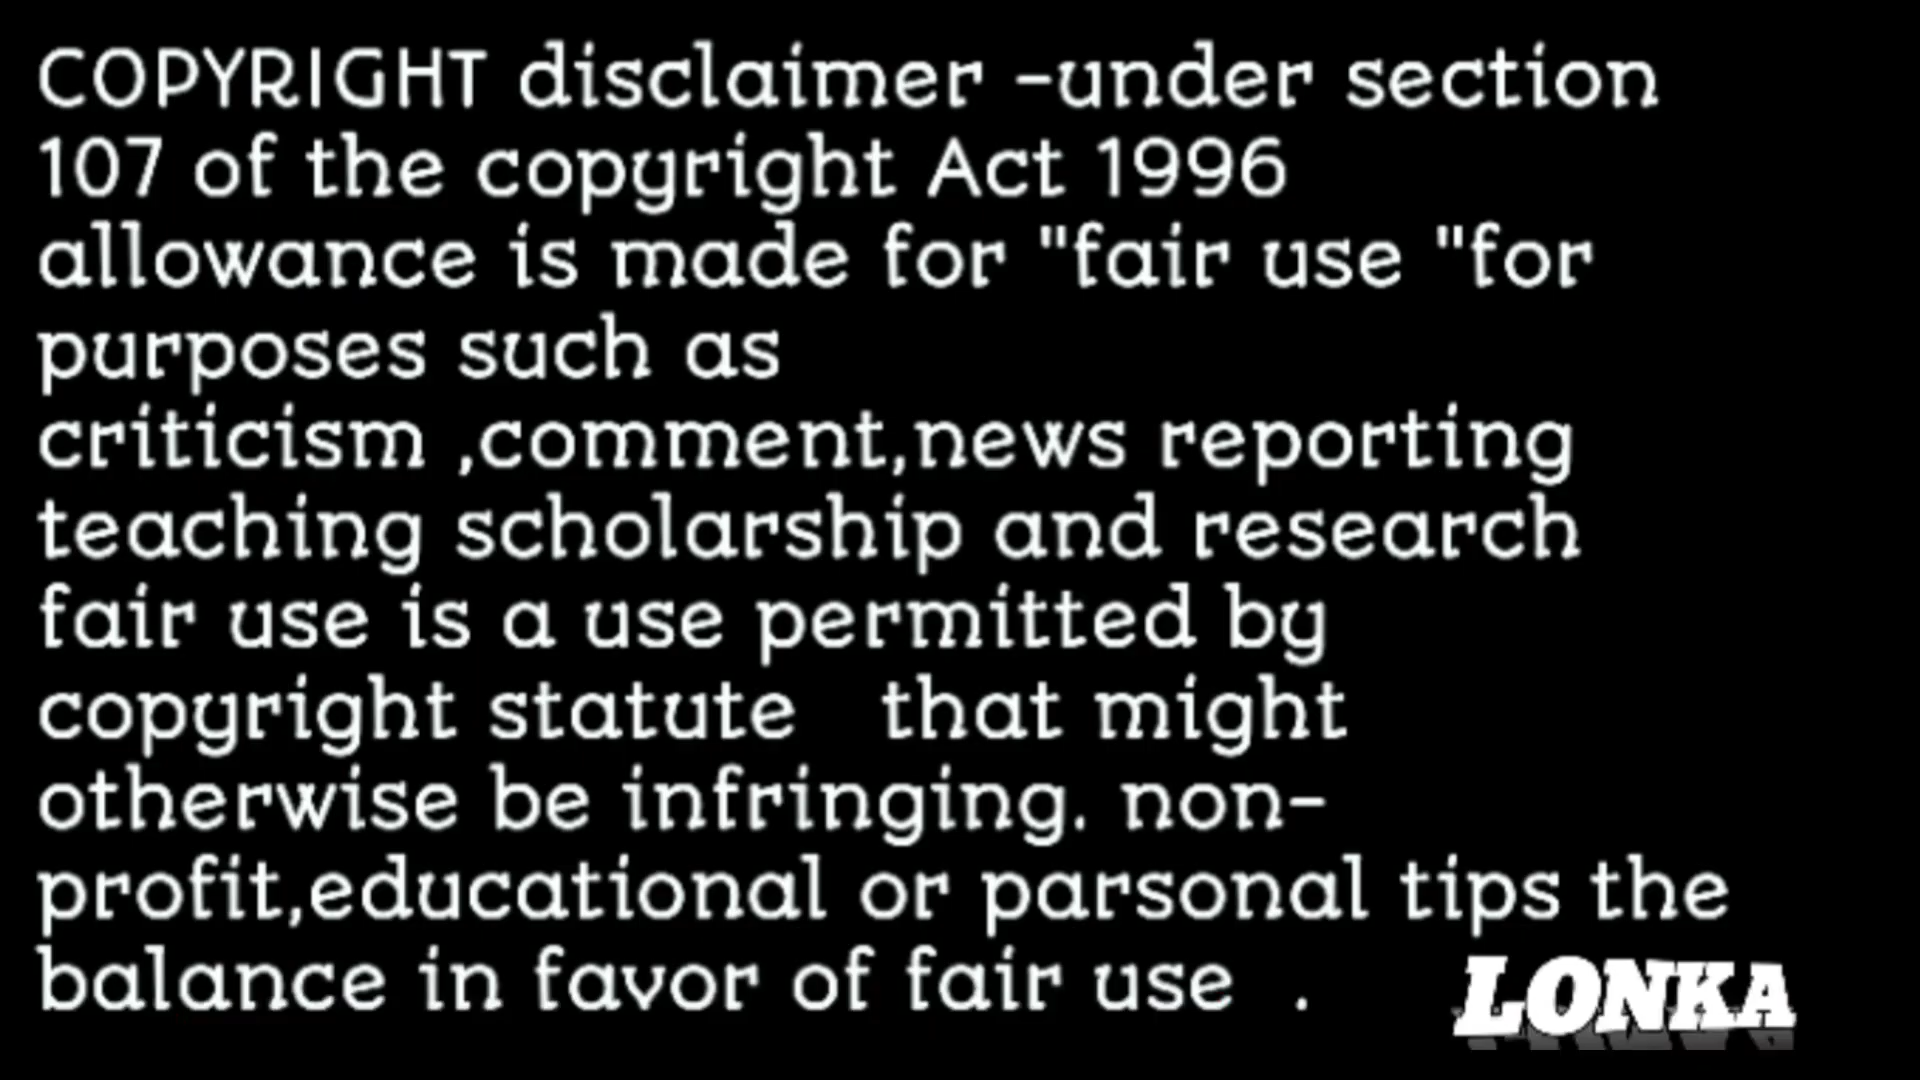 COPYRIGHT disclaimer -under section
107 of the copyright Act 1996
allowance is made for "fair use "for
purposes such as
criticism ,comment,news reporting
teaching scholarship and research
fair use is a use permitted by
copyright statute   that might
otherwise be infringing. non-
profit,educational or parsonal tips the
balance in favor of fair use  .
LONKA